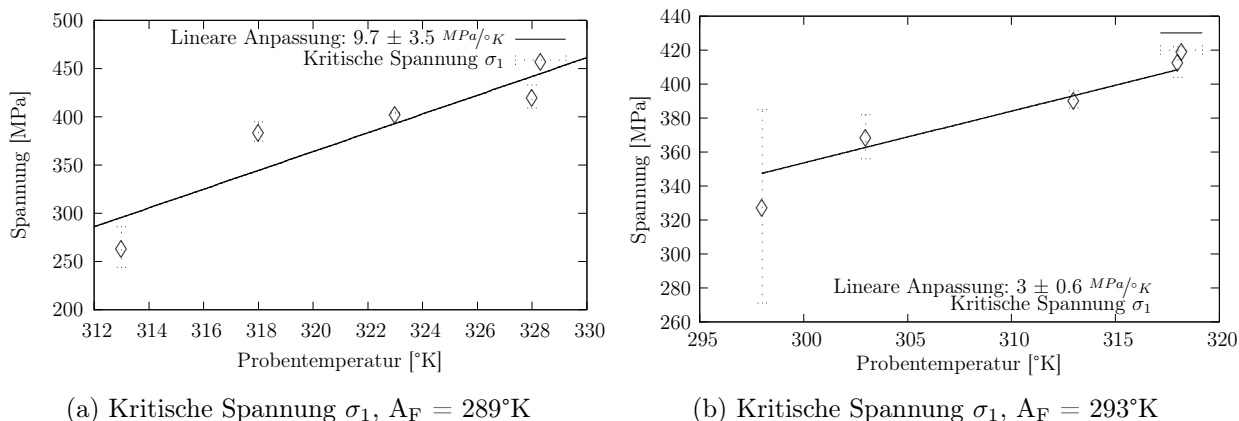 500
450
400
350
300
250
200
Spannung [MPa]
Lineare Anpassung: 9.7 ± 3.5 MPa/°K
Kritische Spannung σ1
312 314 316 318 320 322 324 326 328 330
Probentemperatur [°K]
(a) Kritische Spannung σ1, AF = 289°K
440
420
400
380
360
340
320
300
280
260
Spannung [MPa]
Lineare Anpassung: 3 ± 0.6 MPa/°K
Kritische Spannung σ1
295 300 305 310 315 320
Probentemperatur [°K]
(b) Kritische Spannung σ1, AF = 293°K